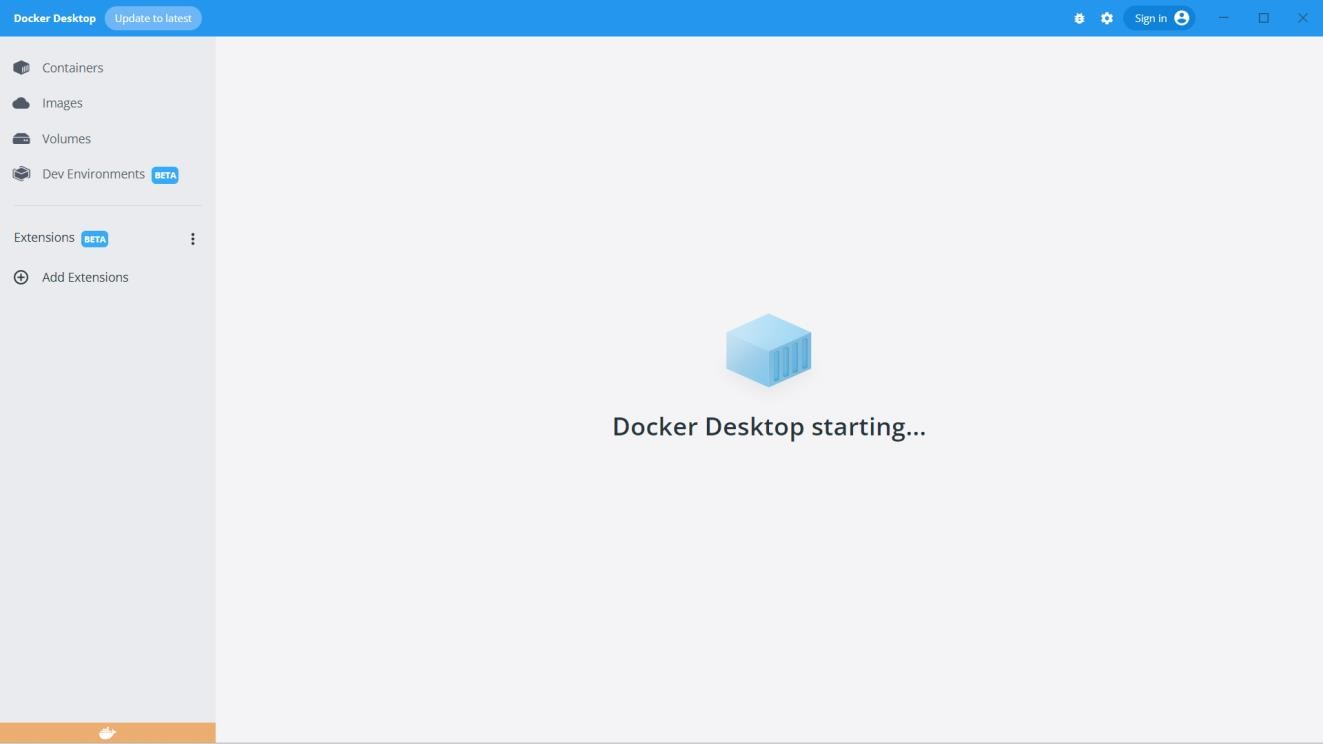 Docker Desktop Update to latest Sign in
Containers
Images
Volumes
Dev Environments BETA
Extensions BETA
Add Extensions
Docker Desktop starting...